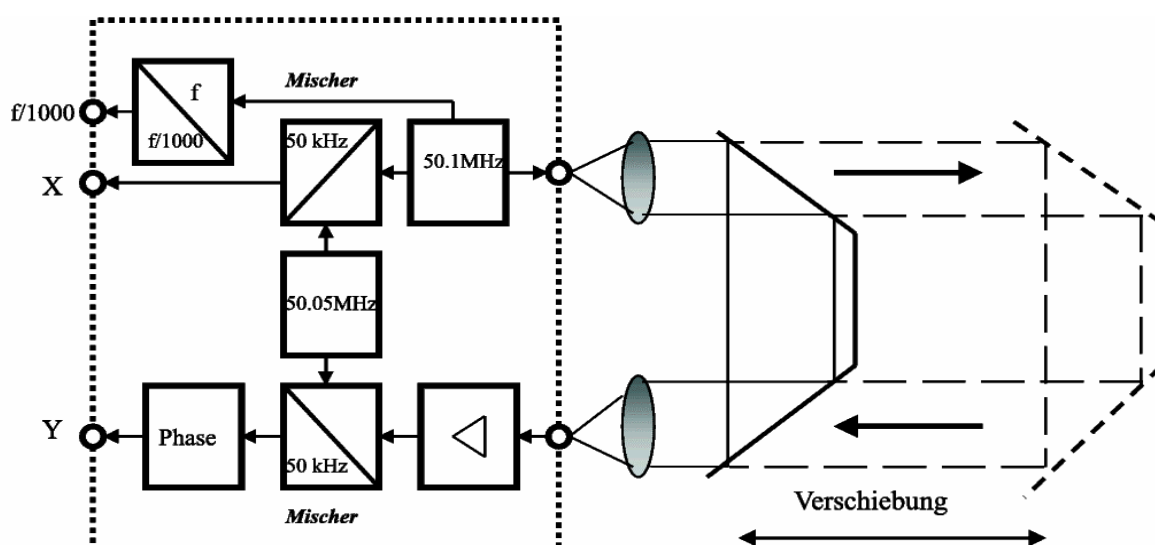 Mischer
f/1000
f
f/1000
50 kHz
50.1MHz
X
50.05MHz
Y
Phase
50 kHz
Mischer
Verschiebung